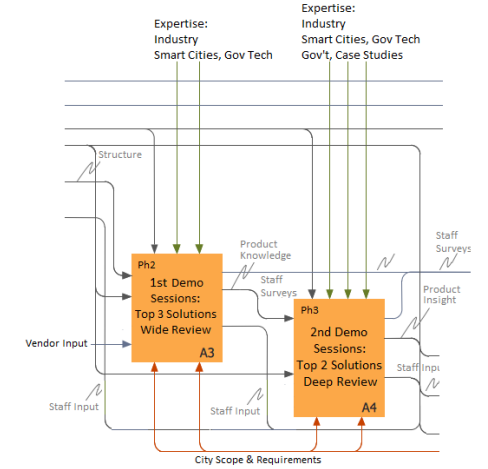 Expertise:
Industry
Smart Cities, Gov Tech
Expertise:
Industry
Smart Cities, Gov Tech
Gov't, Case Studies
Structure
Ph2
1st Demo
Sessions:
Top 3 Solutions
Wide Review
A3
Product
Knowledge
Staff
Surveys
Staff
Surveys
Product
Insight
Ph3
2nd Demo
Sessions:
Top 2 Solutions
Deep Review
A4
Vendor Input
Staff Input
Staff Input
Staff Inpu
City Scope & Requirements